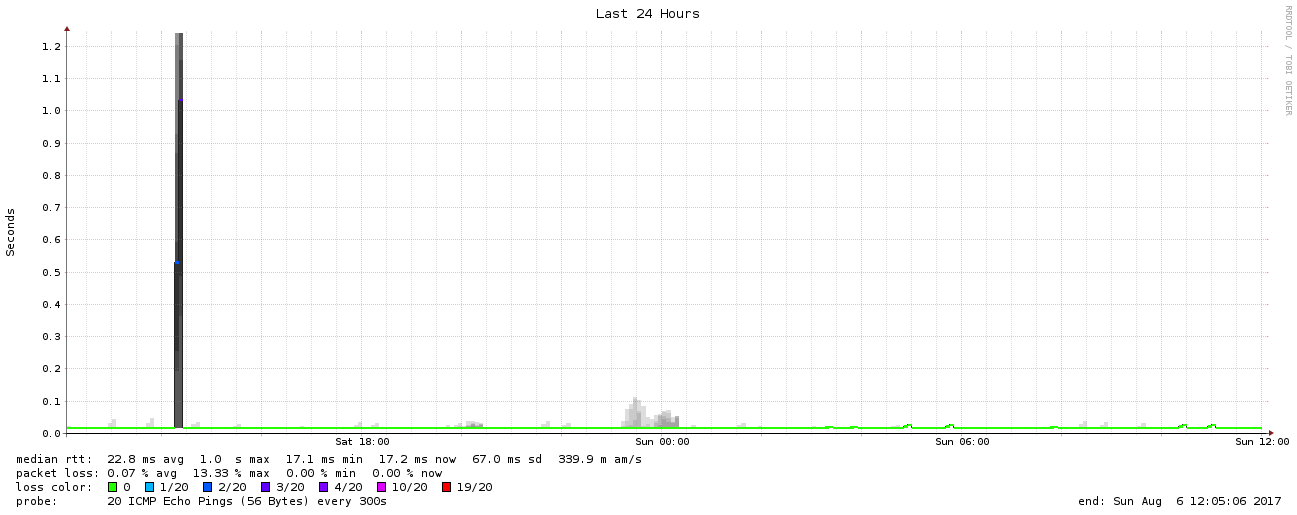 Last 24 Hours
RRDTOOL / TOBI OETIKER
Seconds
1.2
1.1
1.0
0.9
0.8
0.7
0.6
0.5
0.4
0.3
0.2
0.1
0.0
Sat 18:00 Sun 00:00 Sun 06:00 Sun 12:00
median rtt: 22.8 ms avg 1.0 s max 17.1 ms min 17.2 ms now 67.0 ms sd 339.9 m am/s
packet loss: 0.07 % avg 13.33 % max 0.00 % min 0.00 % now
loss color: 0 1/20 2/20 3/20 4/20 10/20 19/20
probe: 20 ICMP Echo Pings (56 Bytes) every 300s end: Sun Aug 6 12:05:06 2017